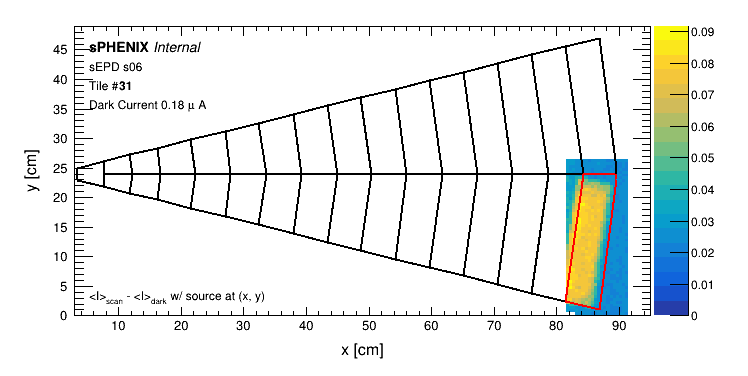 sPHENIX Internal
sEPD s06
Tile #31
Dark Current 0.18 μ A
<I>scan - <I>dark w/ source at (x, y)
y [cm]
45
40
35
30
25
20
15
10
5
0
10 20 30 40 50 60 70 80 90
x [cm]
0.09
0.08
0.07
0.06
0.05
0.04
0.03
0.02
0.01
0